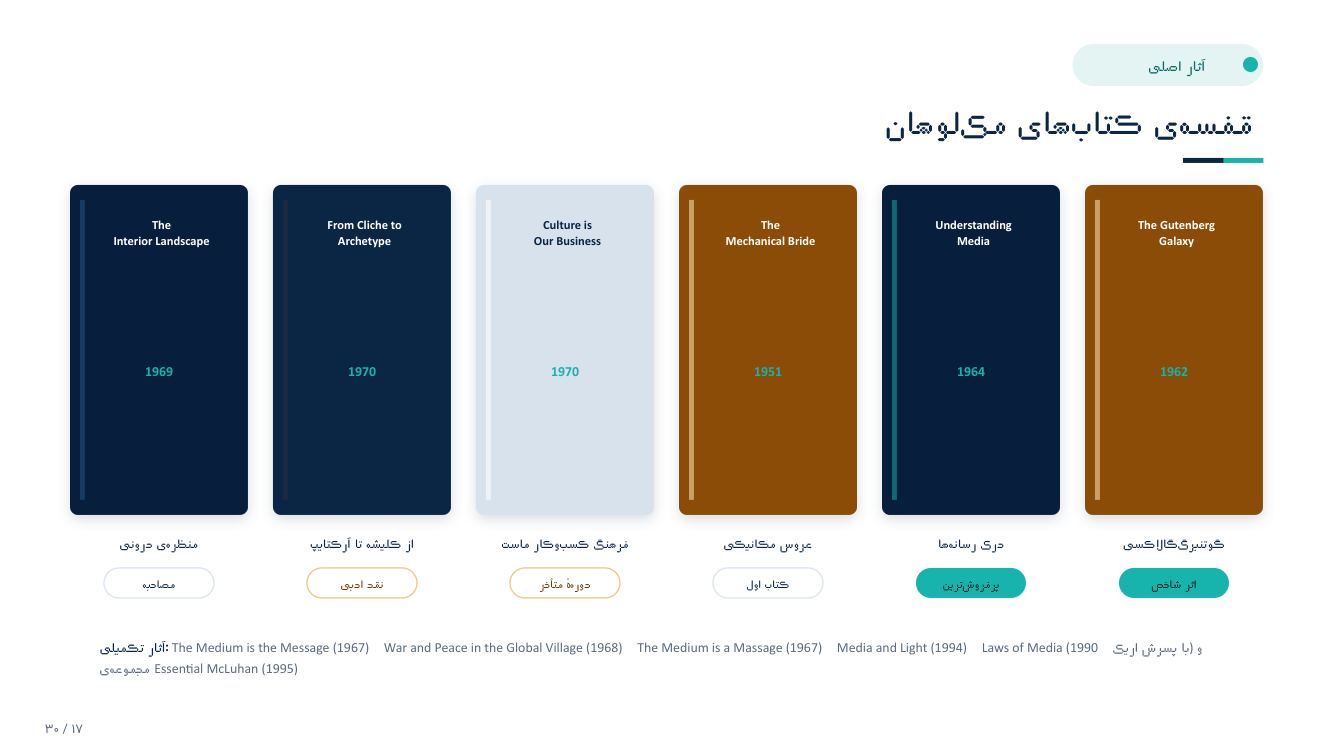 آثار اصلی
قفسه‌ی کتاب‌های مک‌لوهان
The Gutenberg
Galaxy
1962
گوتنبرگ‌گالاکسی
اثر شاخص
Understanding
Media
1964
درک رسانه‌ها
پرفروش‌ترین
The
Mechanical Bride
1951
عروس مکانیکی
کتاب اول
Culture is
Our Business
1970
فرهنگ کسب‌وکار ماست
دورهٔ متأخر
From Cliche to
Archetype
1970
از کلیشه تا آرکتایپ
نقد ادبی
The
Interior Landscape
1969
منظره‌ی درونی
مصاحبه
آثار تکمیلی: The Medium is the Message (1967) War and Peace in the Global Village (1968) The Medium is a Massage (1967) Media and Light (1994) Laws of Media (1990 با پسرش اریک) و
مجموعه‌ی Essential McLuhan (1995)
۳۰ / ۱۷